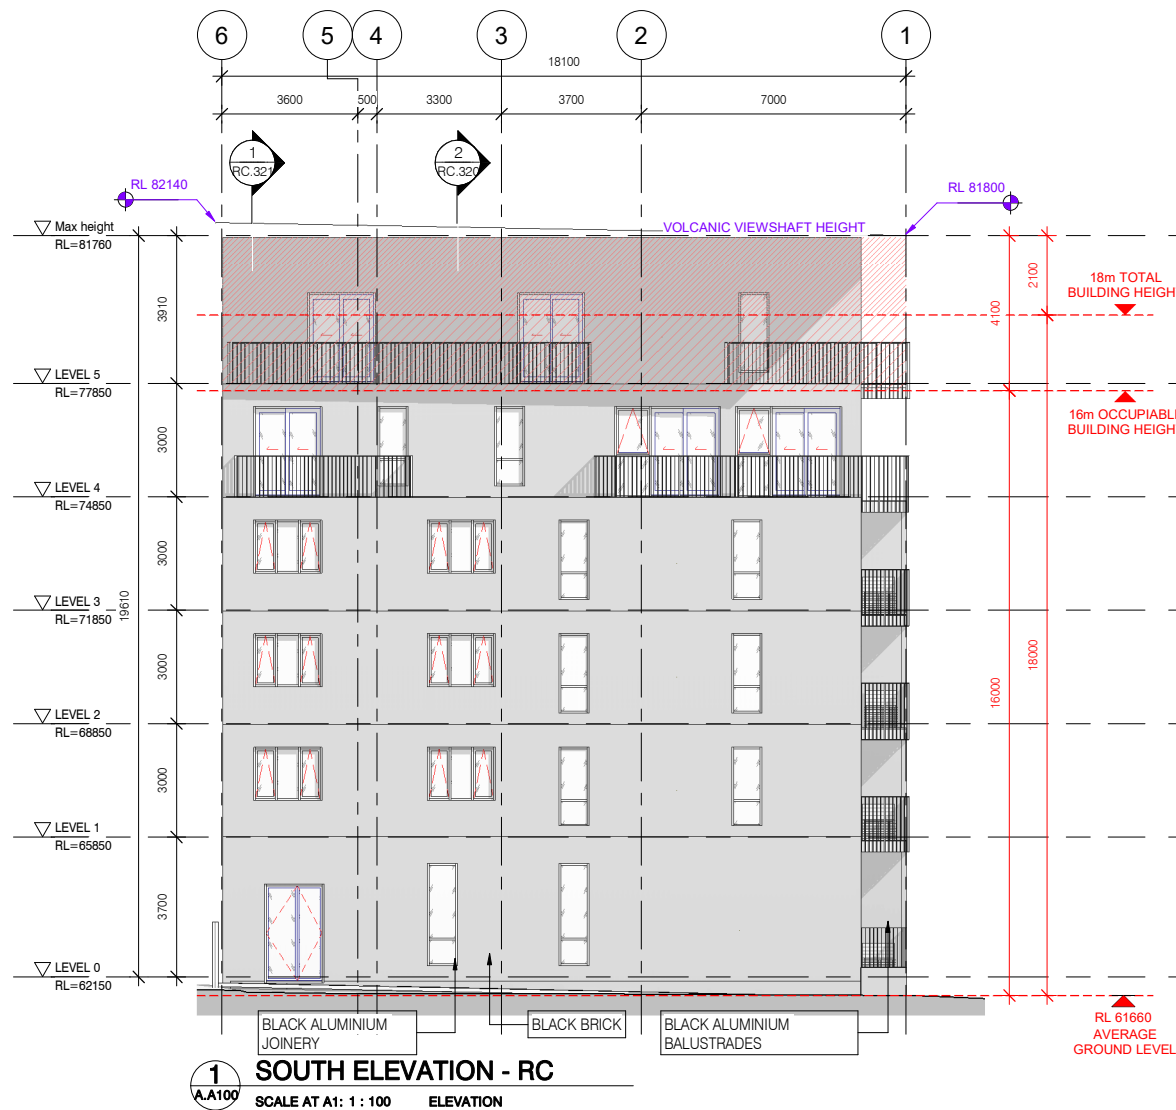 6
5
4
3
2
1
18100
3600
500
3300
3700
7000
1
RC.321
2
RC.320
RL 82140
RL 81800
VOLCANIC VIEWSHAFT HEIGHT
Max height
RL=81760
3910
4100
2100
18m TOTAL
BUILDING HEIGH
LEVEL 5
RL=77850
16m OCCUPIABLE
BUILDING HEIGH
3000
LEVEL 4
RL=74850
3000
LEVEL 3
RL=71850
19610
3000
18000
16000
LEVEL 2
RL=68850
3000
LEVEL 1
RL=65850
3700
LEVEL 0
RL=62150
RL 61660
AVERAGE
GROUND LEVEL
BLACK ALUMINIUM
JOINERY
BLACK BRICK
BLACK ALUMINIUM
BALUSTRADES
1
A.A100
SOUTH ELEVATION - RC
SCALE AT A1: 1 : 100 ELEVATION